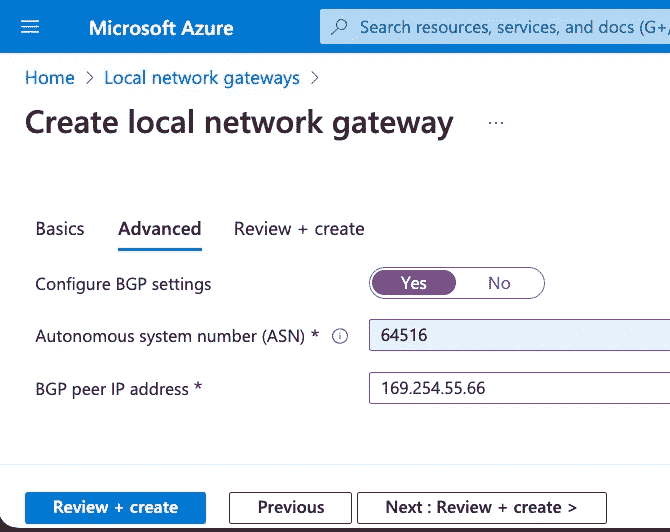 Microsoft Azure
Search resources, services, and docs (G+/
Home > Local network gateways >
Create local network gateway ...
Basics Advanced Review + create
Configure BGP settings Yes No
Autonomous system number (ASN) * 64516
BGP peer IP address * 169.254.55.66
Review + create Previous Next : Review + create >